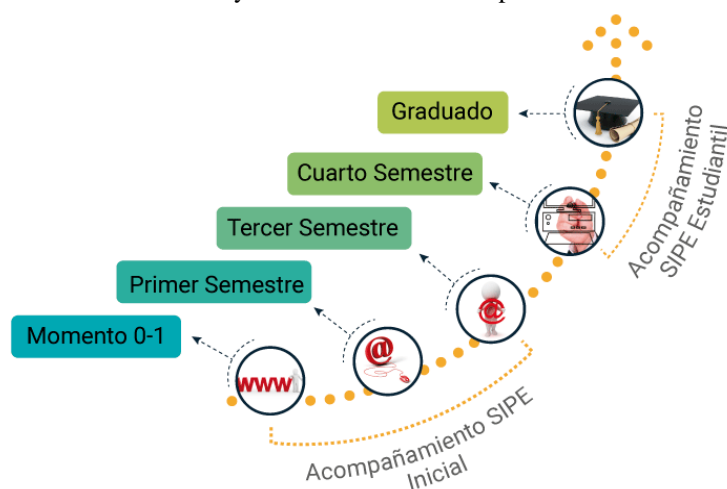 Graduado
Cuarto Semestre
Tercer Semestre
Primer Semestre
Momento 0-1
www
@
@
Acompañamiento SIPE
Inicial
Acompañamiento
SIPE Estudiantil